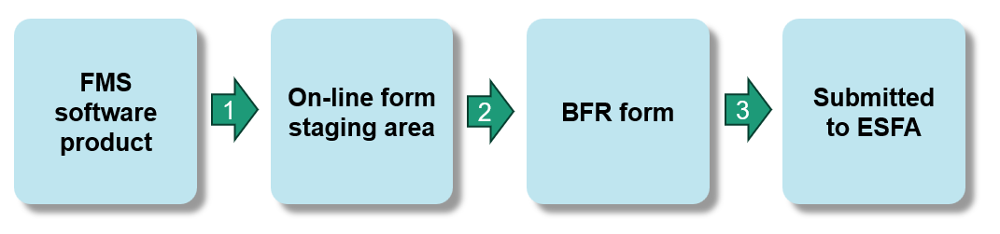 FMS
software
product
1
On-line form
staging area
2
BFR form
3
Submitted
to ESFA